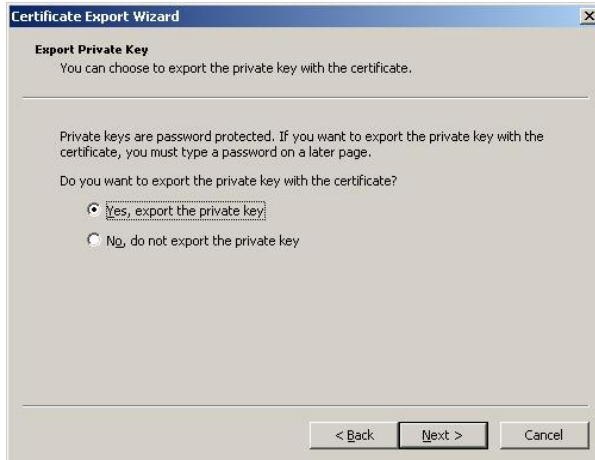 Certificate Export Wizard
Export Private Key
You can choose to export the private key with the certificate.
Private keys are password protected. If you want to export the private key with the
certificate, you must type a password on a later page.
Do you want to export the private key with the certificate?
Yes, export the private key
No, do not export the private key
< Back
Next >
Cancel